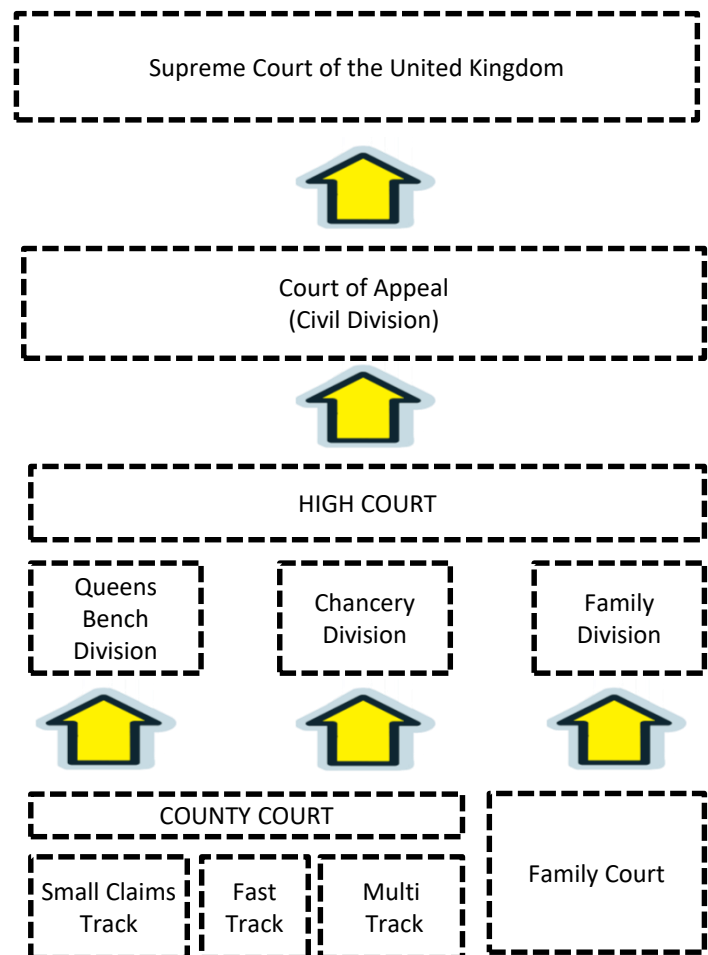 Supreme Court of the United Kingdom
Court of Appeal
(Civil Division)
HIGH COURT
Queens
Bench
Division
Chancery
Division
Family
Division
COUNTY COURT
Small Claims
Track
Fast
Track
Multi
Track
Family Court